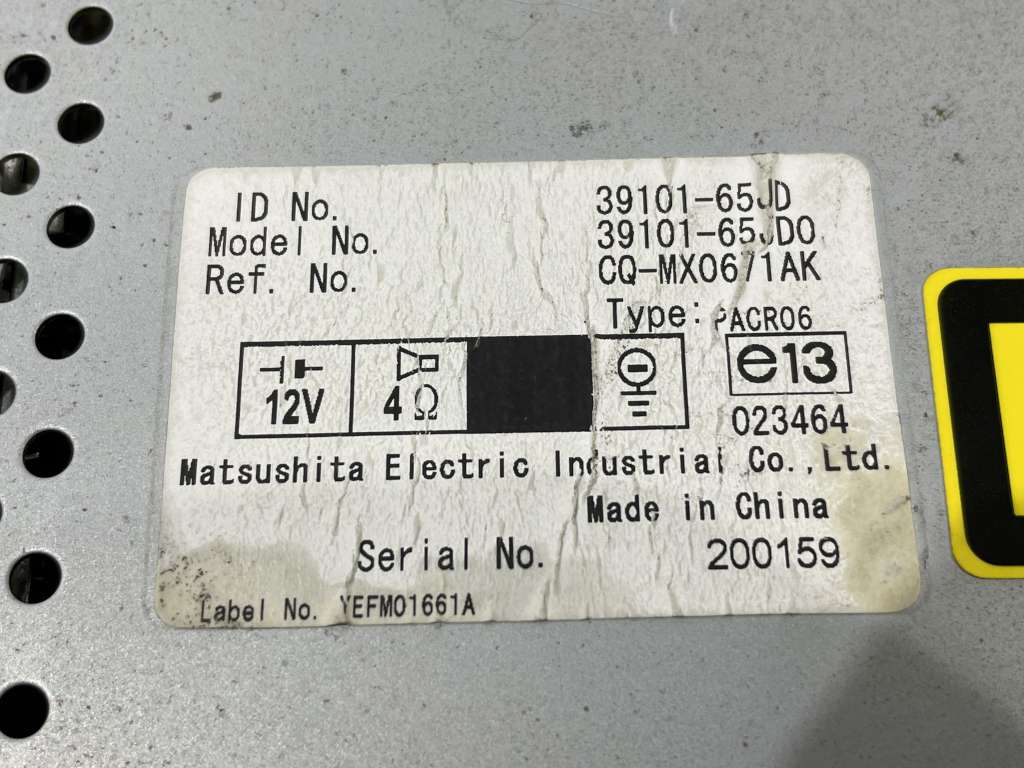 ID No. 39101-65JD
Model No. 39101-65JD0
Ref. No. CQ-MX0671AK
Type: PACR06
12V 4Ω e13
023464
Matsushita Electric Industrial Co.,Ltd.
Made in China
Serial No. 200159
Label No. YEFM01661A